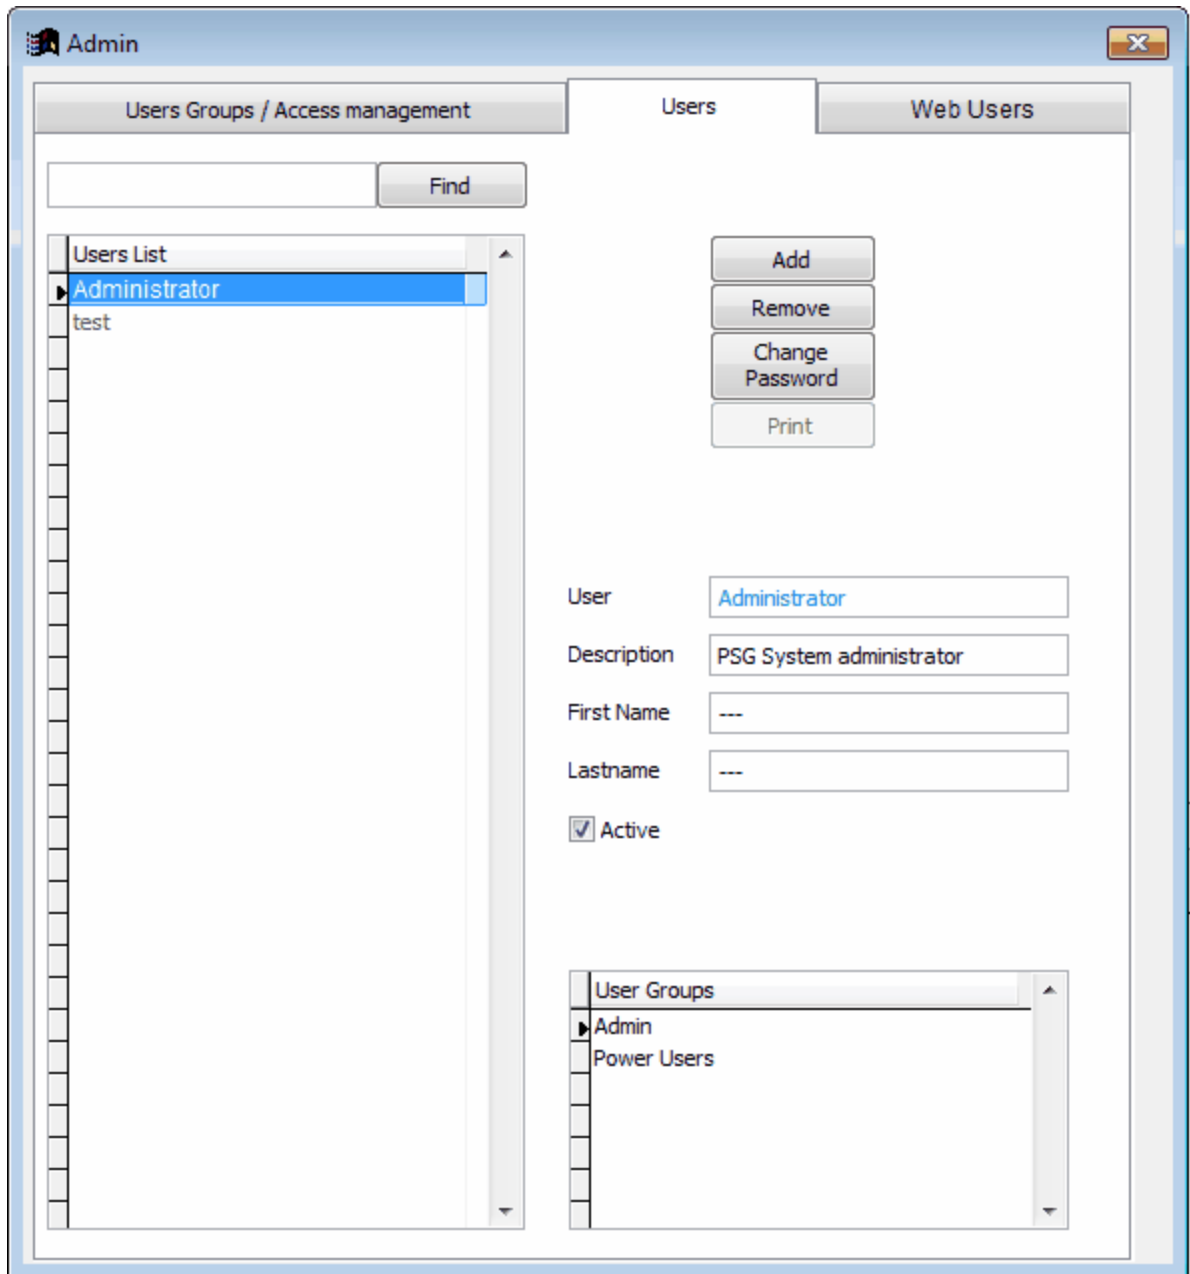 Admin
Users Groups / Access management
Users
Web Users
Find
Users List
Administrator
test
Add
Remove
Change
Password
Print
User
Administrator
Description
PSG System administrator
First Name
---
Lastname
---
Active
User Groups
Admin
Power Users